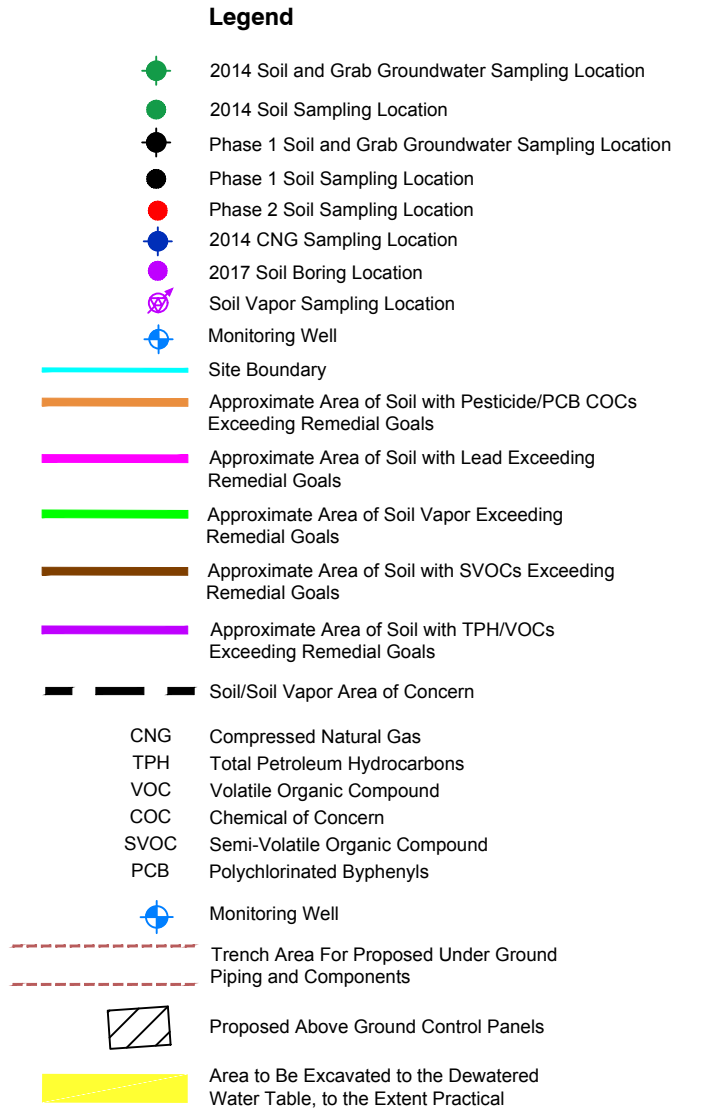 Legend
2014 Soil and Grab Groundwater Sampling Location
2014 Soil Sampling Location
Phase 1 Soil and Grab Groundwater Sampling Location
Phase 1 Soil Sampling Location
Phase 2 Soil Sampling Location
2014 CNG Sampling Location
2017 Soil Boring Location
Soil Vapor Sampling Location
Monitoring Well
Site Boundary
Approximate Area of Soil with Pesticide/PCB COCs
Exceeding Remedial Goals
Approximate Area of Soil with Lead Exceeding
Remedial Goals
Approximate Area of Soil Vapor Exceeding
Remedial Goals
Approximate Area of Soil with SVOCs Exceeding
Remedial Goals
Approximate Area of Soil with TPH/VOCs
Exceeding Remedial Goals
Soil/Soil Vapor Area of Concern
CNG Compressed Natural Gas
TPH Total Petroleum Hydrocarbons
VOC Volatile Organic Compound
COC Chemical of Concern
SVOC Semi-Volatile Organic Compound
PCB Polychlorinated Byphenyls
Monitoring Well
Trench Area For Proposed Under Ground
Piping and Components
Proposed Above Ground Control Panels
Area to Be Excavated to the Dewatered
Water Table, to the Extent Practical